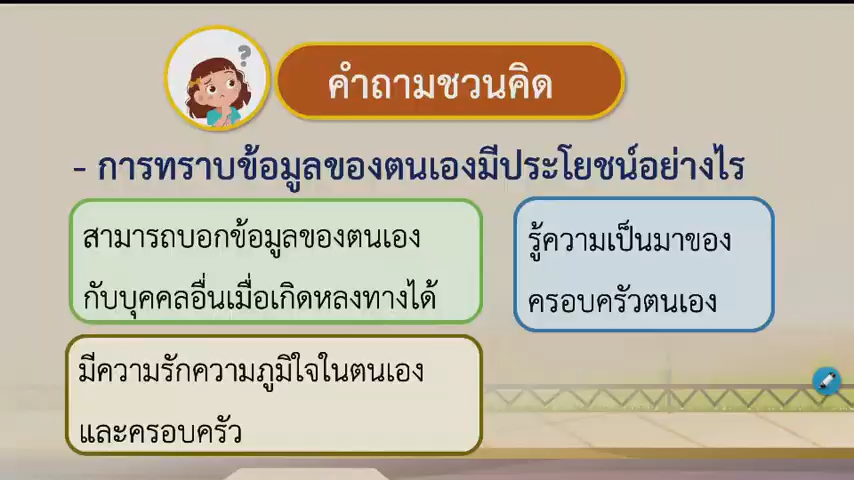 ?
คำถามชวนคิด
- การทราบข้อมูลของตนเองมีประโยชน์อย่างไร
สามารถบอกข้อมูลของตนเอง
กับบุคคลอื่นเมื่อเกิดหลงทางได้
รู้ความเป็นมาของ
ครอบครัวตนเอง
มีความรักความภูมิใจในตนเอง
และครอบครัว